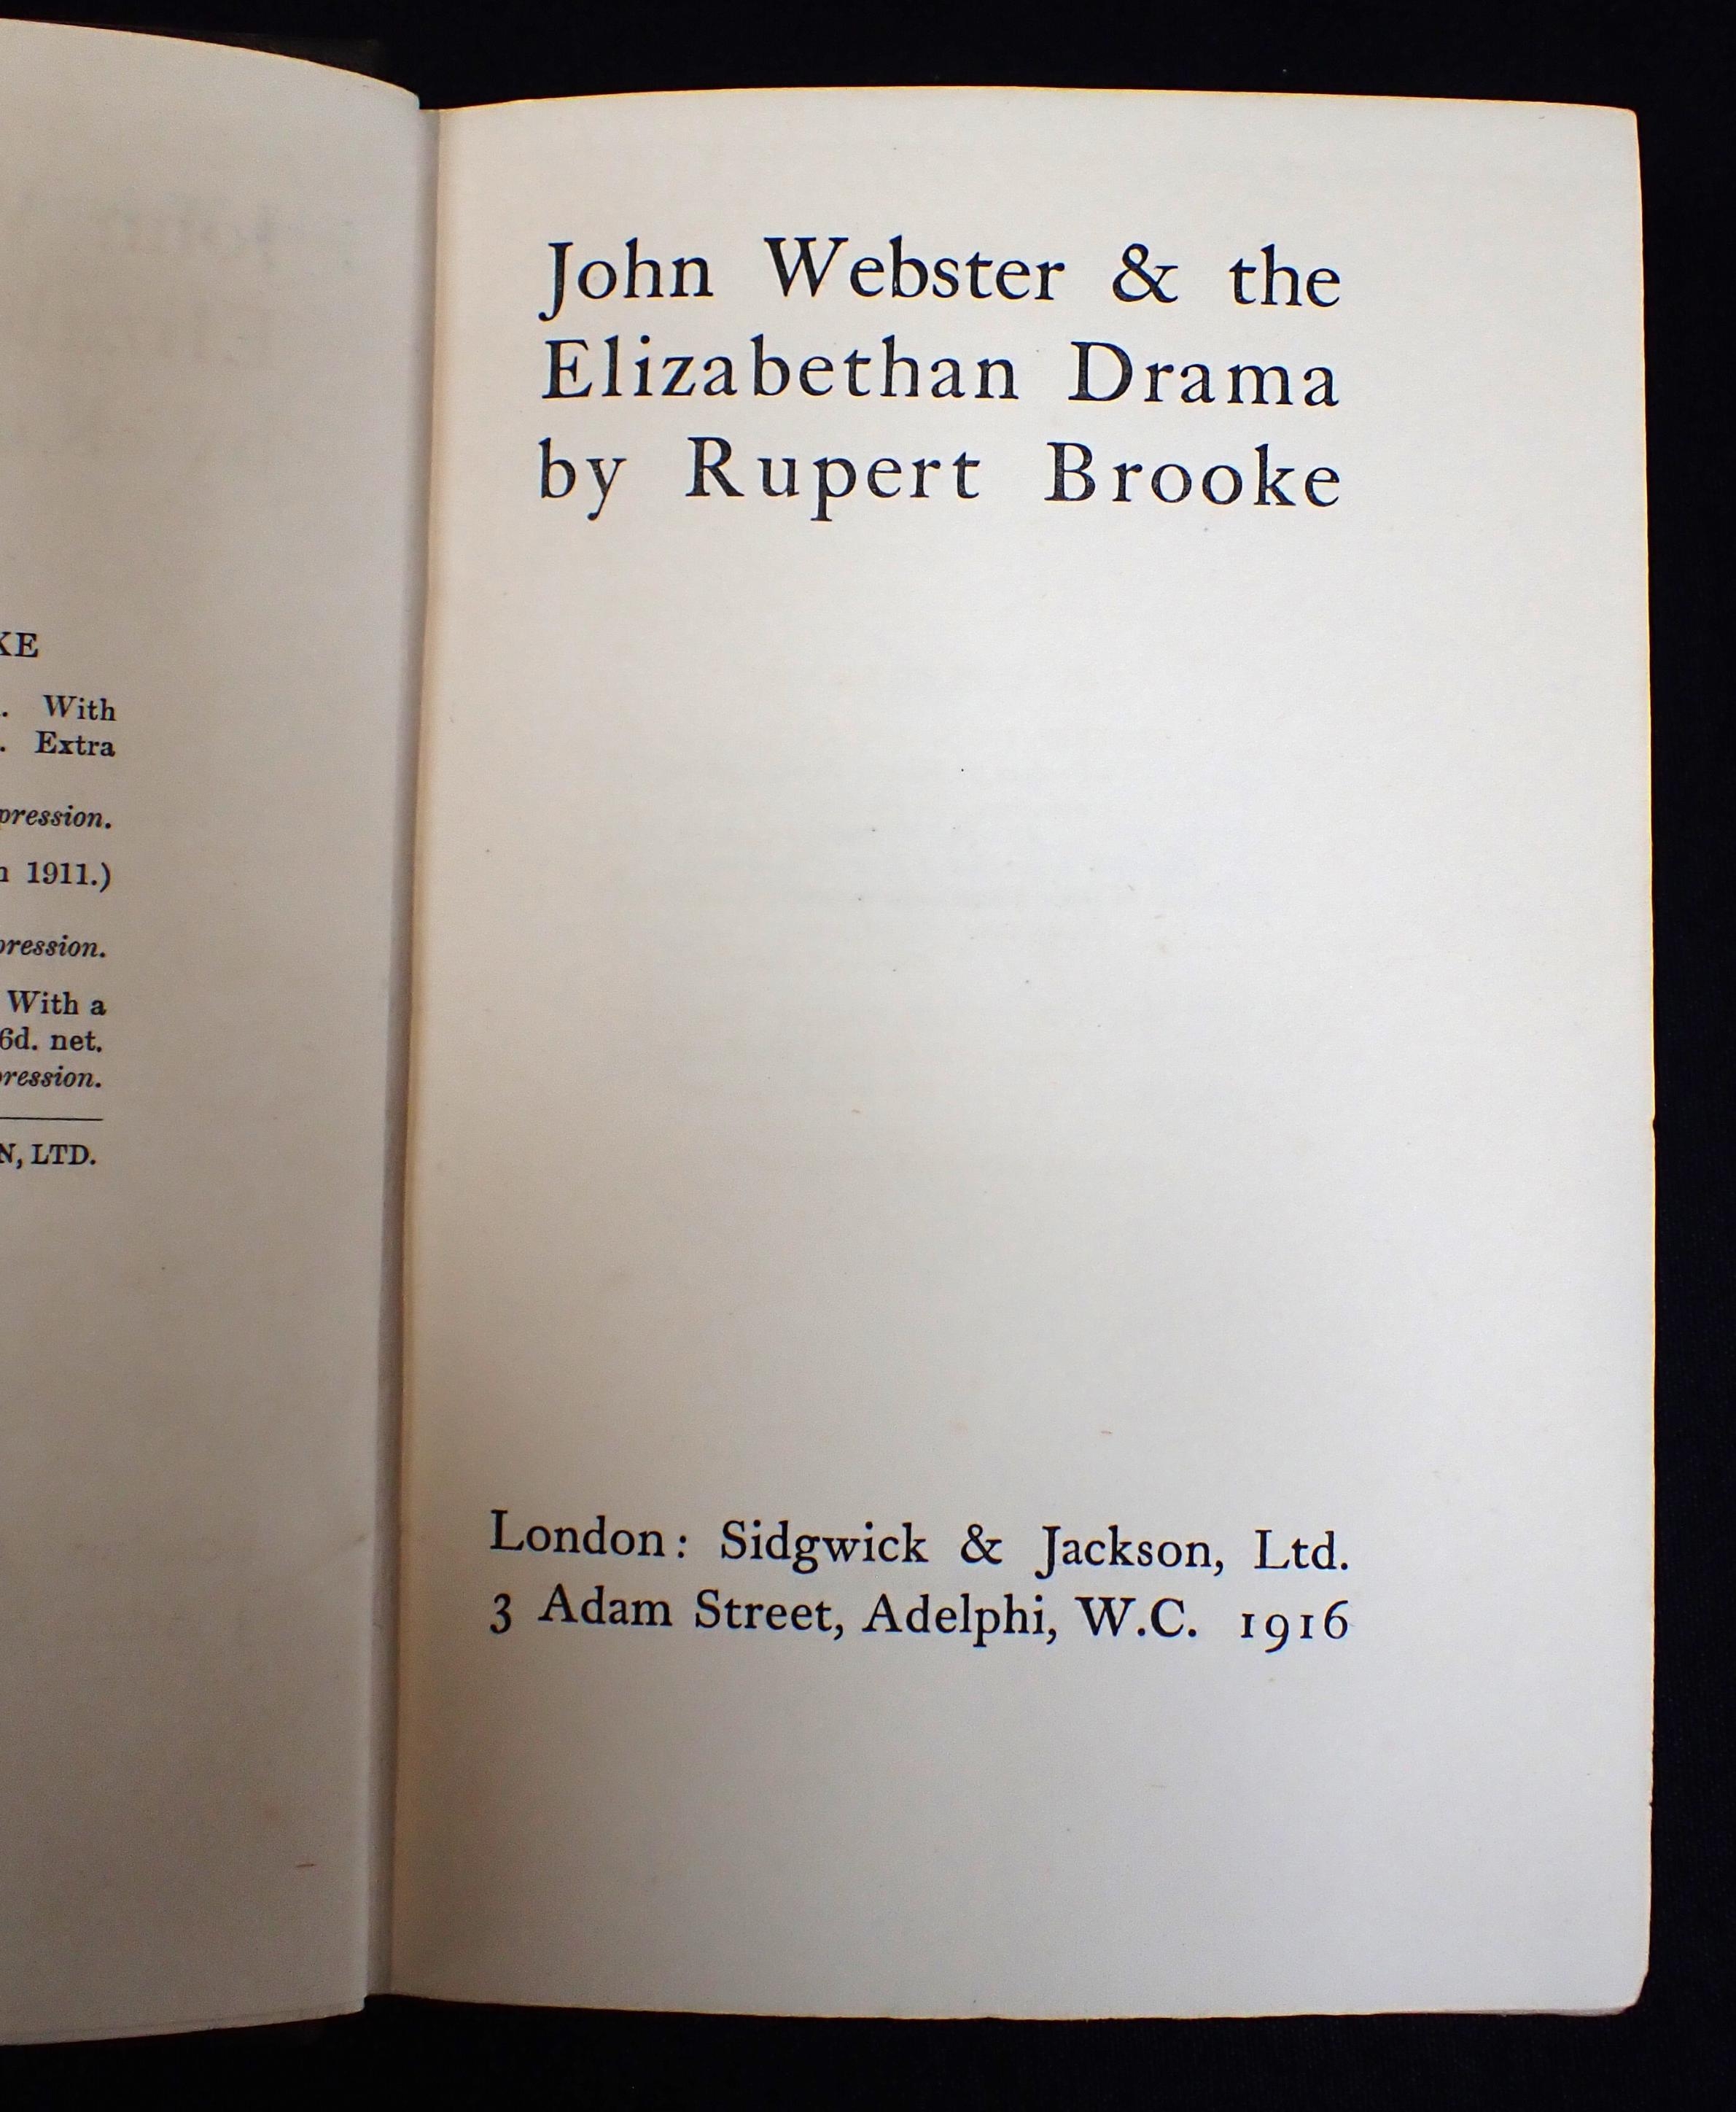 KE
. With
. Extra
pression.
1911.)
pression.
With a
6d. net.
pression.
N, LTD.
John Webster & the
Elizabethan Drama
by Rupert Brooke
London: Sidgwick & Jackson, Ltd.
3 Adam Street, Adelphi, W.C. 1916